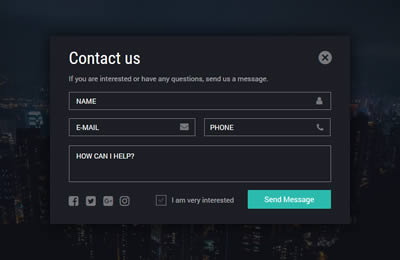 Contact us
If you are interested or have any questions, send us a message.
NAME
E-MAIL PHONE
HOW CAN I HELP?
I am very interested Send Message